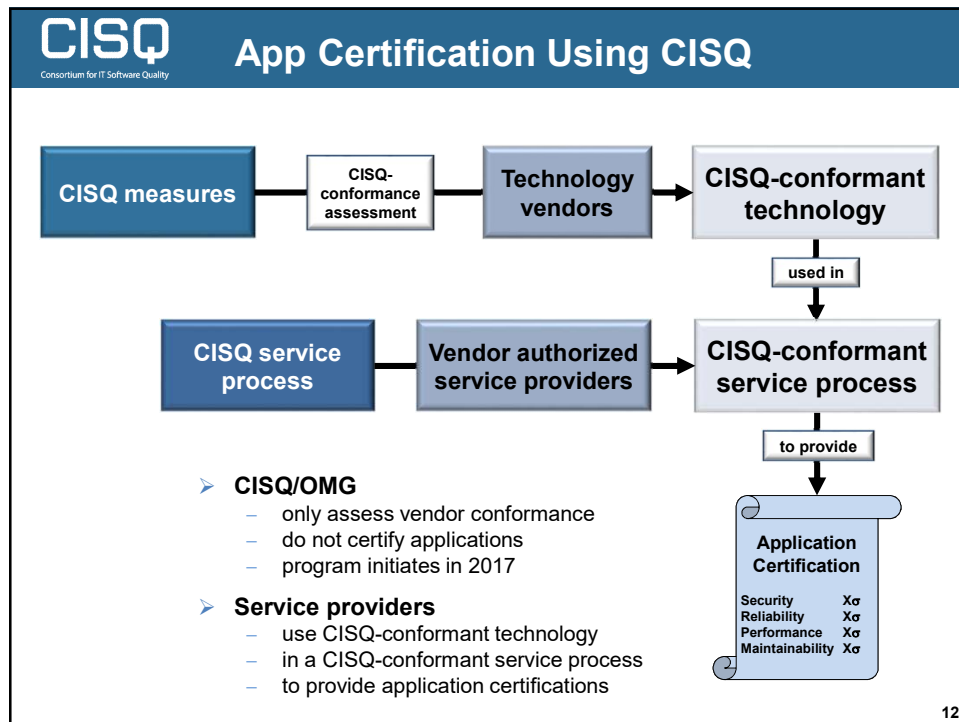 CISQ
Consortium for IT Software Quality
App Certification Using CISQ
CISQ measures
CISQ-
conformance
assessment
Technology
vendors
CISQ-conformant
technology
used in
CISQ service
process
Vendor authorized
service providers
CISQ-conformant
service process
to provide
➢ CISQ/OMG
– only assess vendor conformance
– do not certify applications
– program initiates in 2017
➢ Service providers
– use CISQ-conformant technology
– in a CISQ-conformant service process
– to provide application certifications
Application
Certification
Security Xσ
Reliability Xσ
Performance Xσ
Maintainability Xσ
12